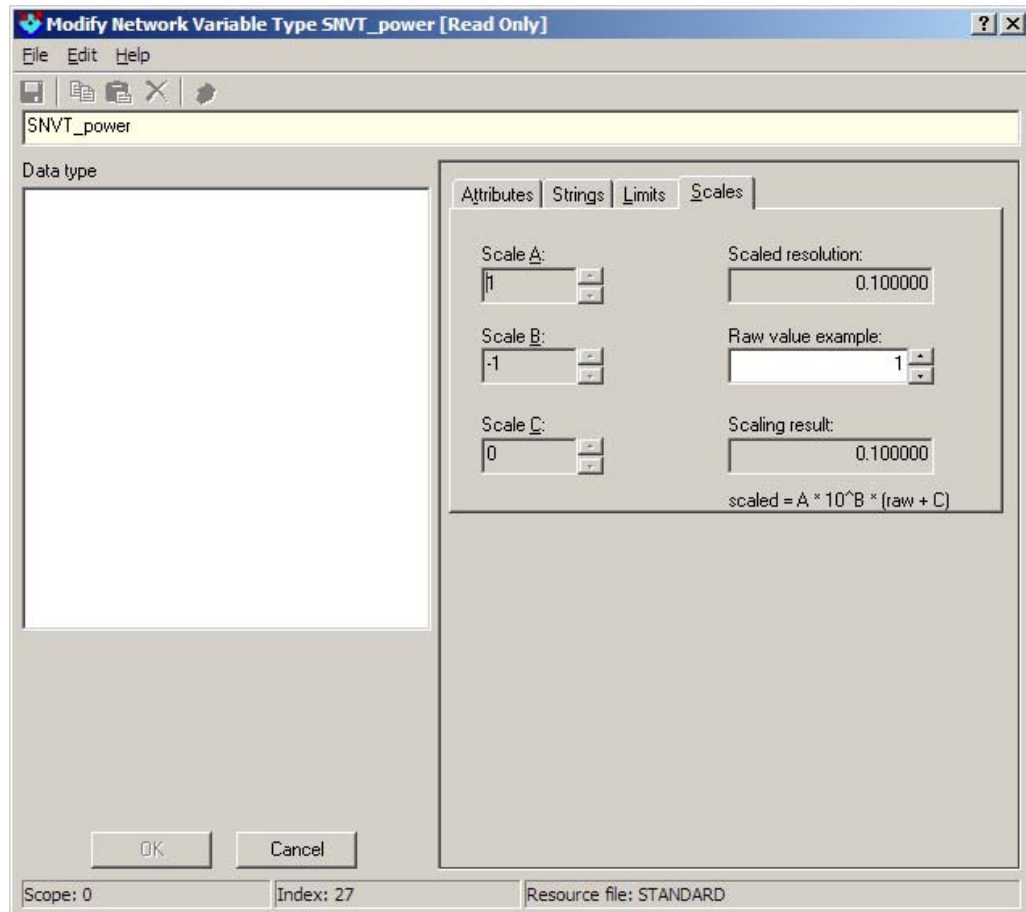 Modify Network Variable Type SNVT_power [Read Only]
File Edit Help
SNVT_power
Data type
Attributes Strings Limits Scales
Scale A:
1
Scaled resolution:
0.100000
Scale B:
-1
Raw value example:
1
Scale C:
0
Scaling result:
0.100000
scaled = A * 10^B * (raw + C)
OK Cancel
Scope: 0 Index: 27 Resource file: STANDARD